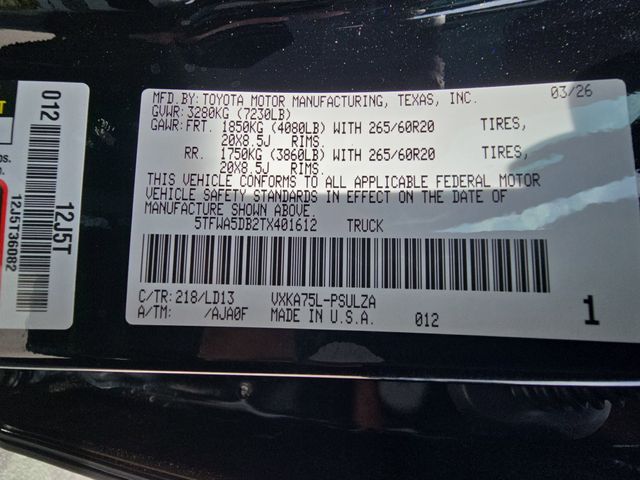 MFD.BY: TOYOTA MOTOR MANUFACTURING, TEXAS, INC. 03/26
GVWR: 3280KG (7230LB)
GAWR: FRT. 1850KG (4080LB) WITH 265/60R20 TIRES,
20X8.5J RIMS.
RR. 1750KG (3860LB) WITH 265/60R20 TIRES,
20X8.5J RIMS.
THIS VEHICLE CONFORMS TO ALL APPLICABLE FEDERAL MOTOR
VEHICLE SAFETY STANDARDS IN EFFECT ON THE DATE OF
MANUFACTURE SHOWN ABOVE.
5TFWA5DB2TX401612 TRUCK
C/TR: 218/LD13 VXKA75L-PSULZA
A/TM: /AJA0F MADE IN U.S.A. 012 1
012 12J5T
12J5T36082